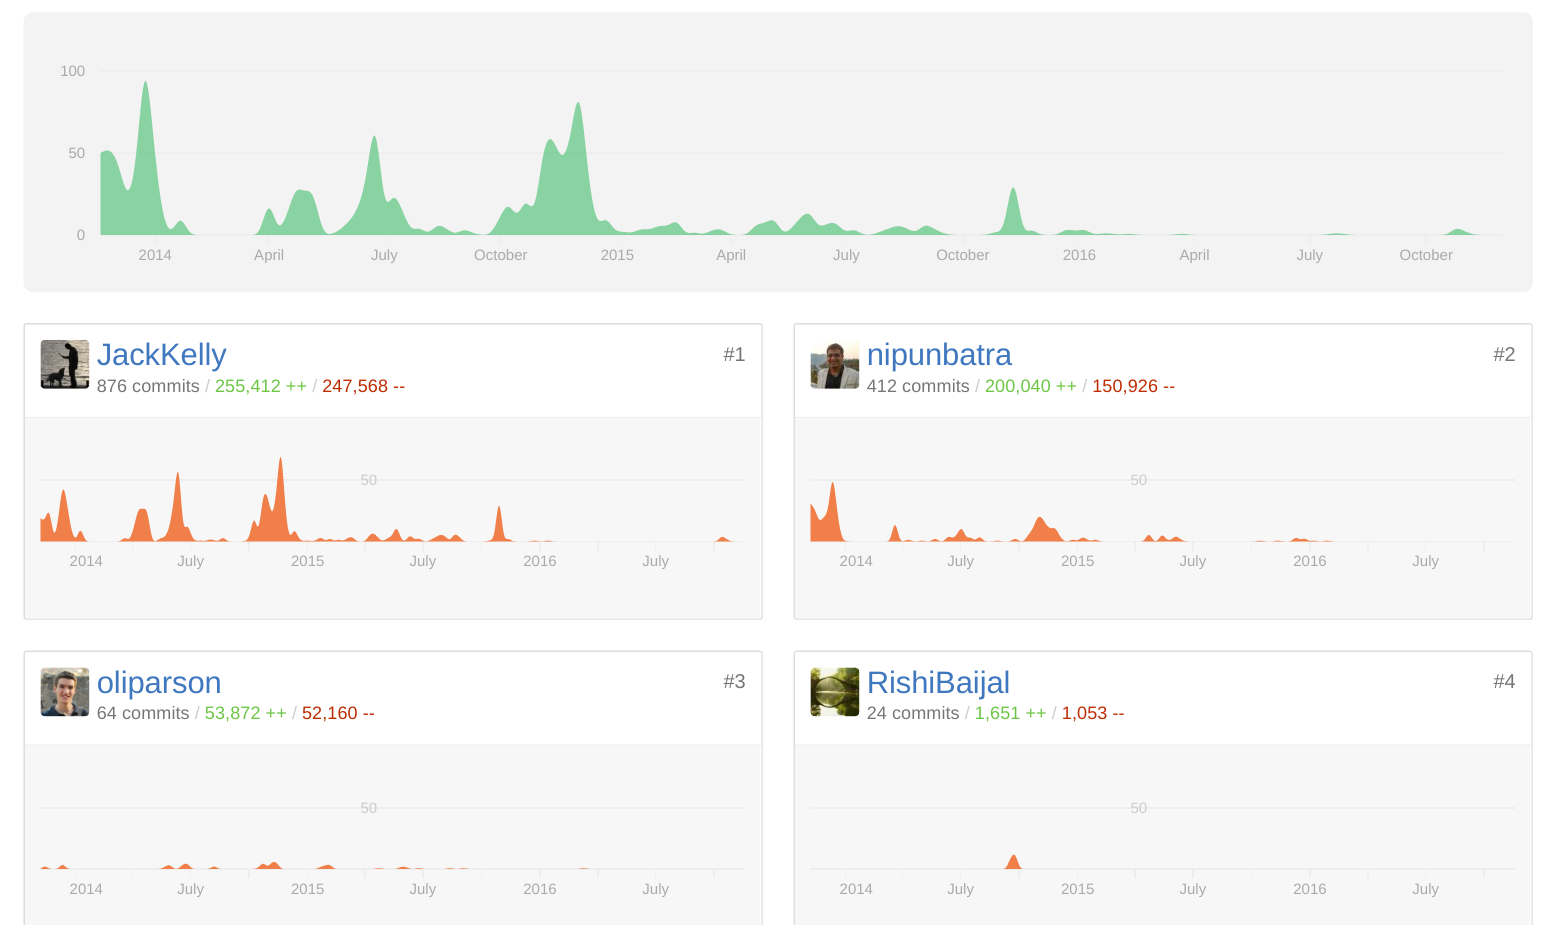 100
50
0
2014 April July October 2015 April July October 2016 April July October
JackKelly #1
876 commits / 255,412 ++ / 247,568 --
50
2014 July 2015 July 2016 July
nipunbatra #2
412 commits / 200,040 ++ / 150,926 --
50
2014 July 2015 July 2016 July
oliparson #3
64 commits / 53,872 ++ / 52,160 --
50
2014 July 2015 July 2016 July
RishiBaijal #4
24 commits / 1,651 ++ / 1,053 --
50
2014 July 2015 July 2016 July